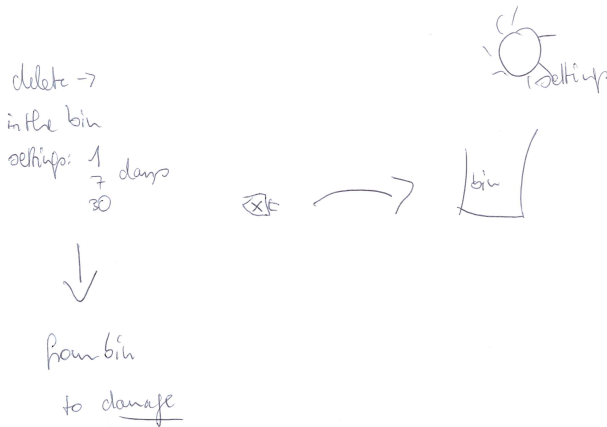 settings
delete →
in the bin
settings: 1
7 days
30
bin
from bin
to damage